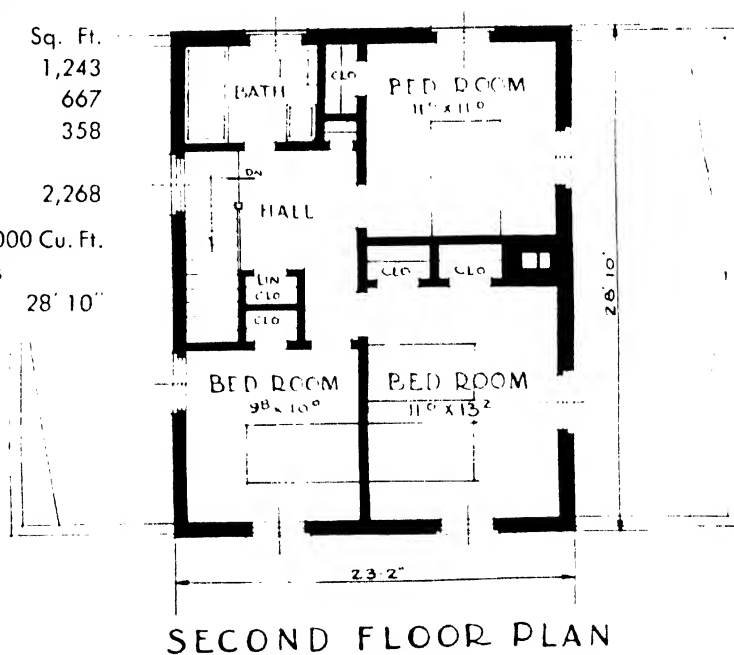 Sq. Ft.
1,243
667
358
2,268
000 Cu. Ft.
28' 10"
BATH
CLO
BED ROOM
11⁰ x 11⁰
DN
HALL
LIN
CLO
CLO
CLO
CLO
BED ROOM
9⁸ x 10⁰
BED ROOM
11⁰ x 13²
28' 10"
23-2"
SECOND FLOOR PLAN